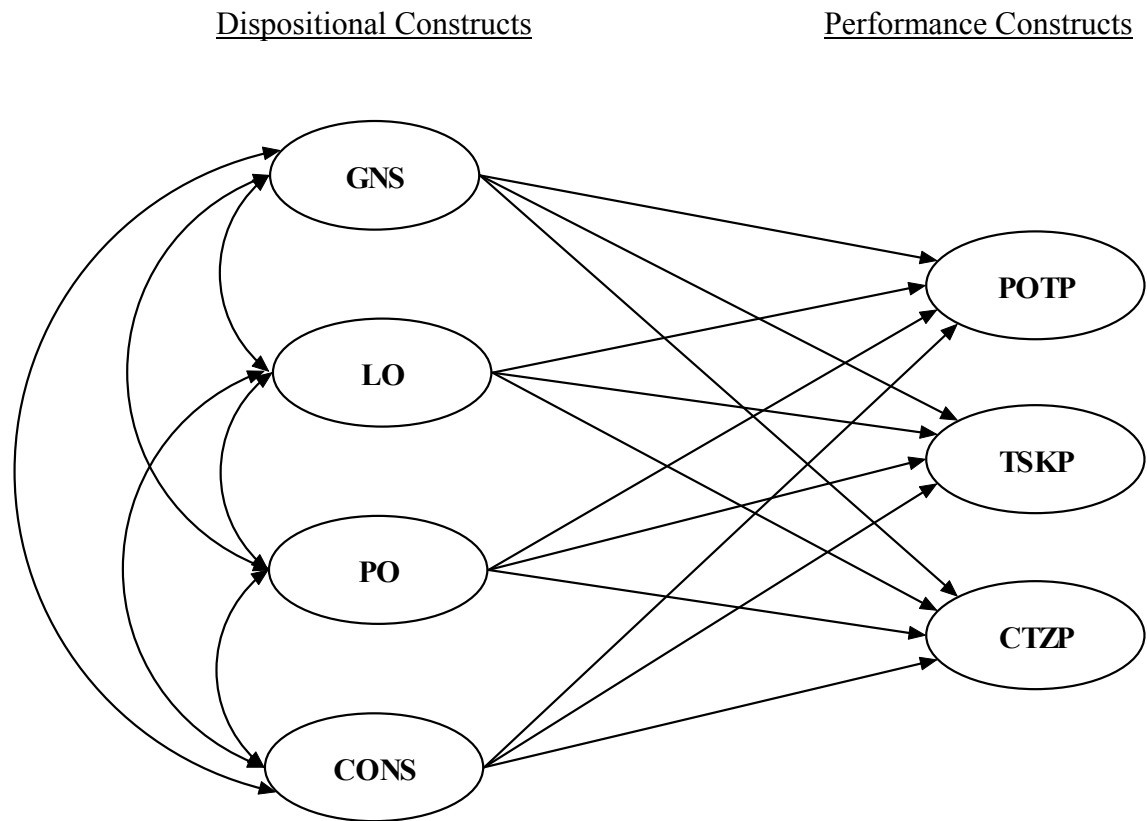 Dispositional Constructs
Performance Constructs
GNS
LO
PO
CONS
POTP
TSKP
CTZP